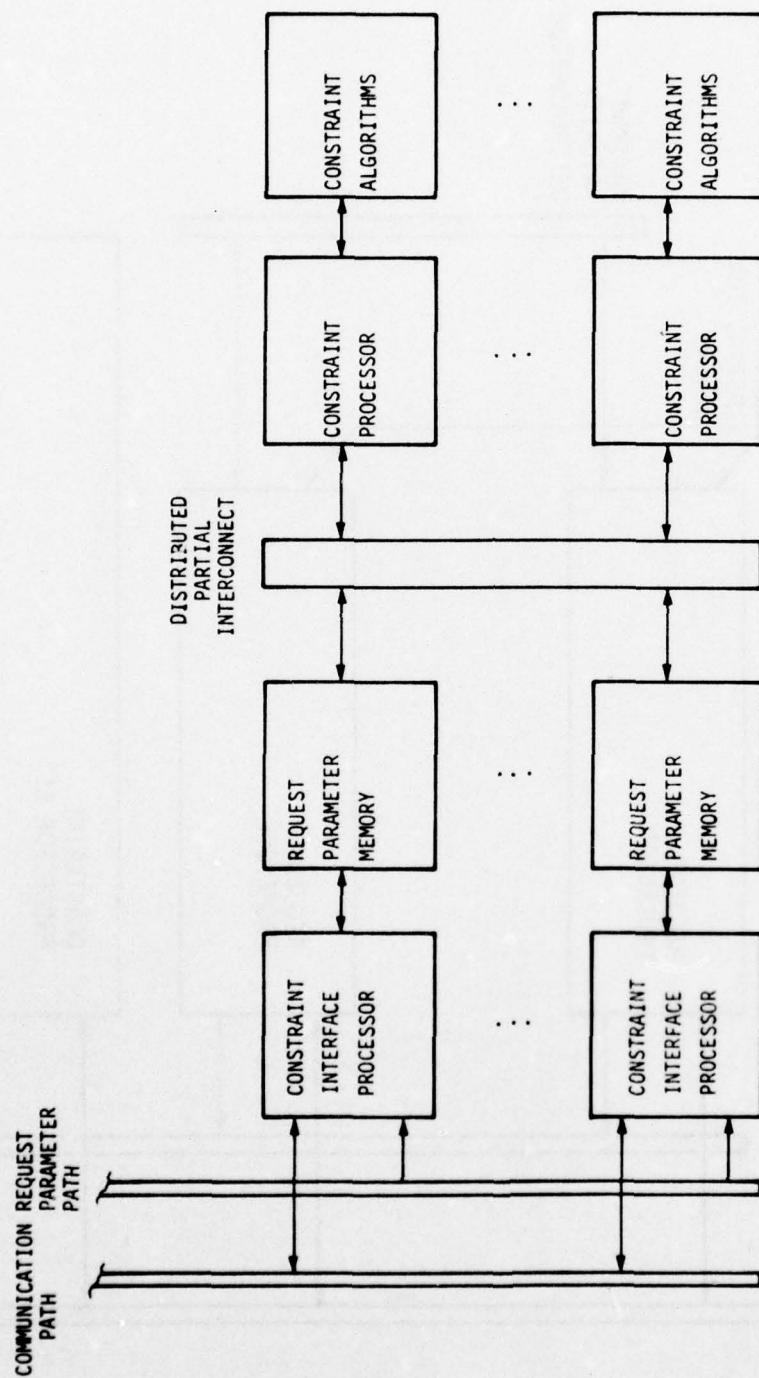 COMMUNICATION
PATH
REQUEST
PARAMETER
PATH
DISTRIBUTED
PARTIAL
INTERCONNECT
CONSTRAINT
INTERFACE
PROCESSOR
REQUEST
PARAMETER
MEMORY
CONSTRAINT
PROCESSOR
CONSTRAINT
ALGORITHMS
...
...
...
...
CONSTRAINT
INTERFACE
PROCESSOR
REQUEST
PARAMETER
MEMORY
CONSTRAINT
PROCESSOR
CONSTRAINT
ALGORITHMS